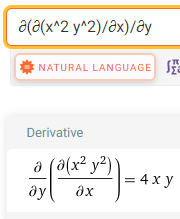 ∂(∂(x^2 y^2)/∂x)/∂y
NATURAL LANGUAGE
Derivative
∂/∂y (∂(x² y²)/∂x) = 4 x y